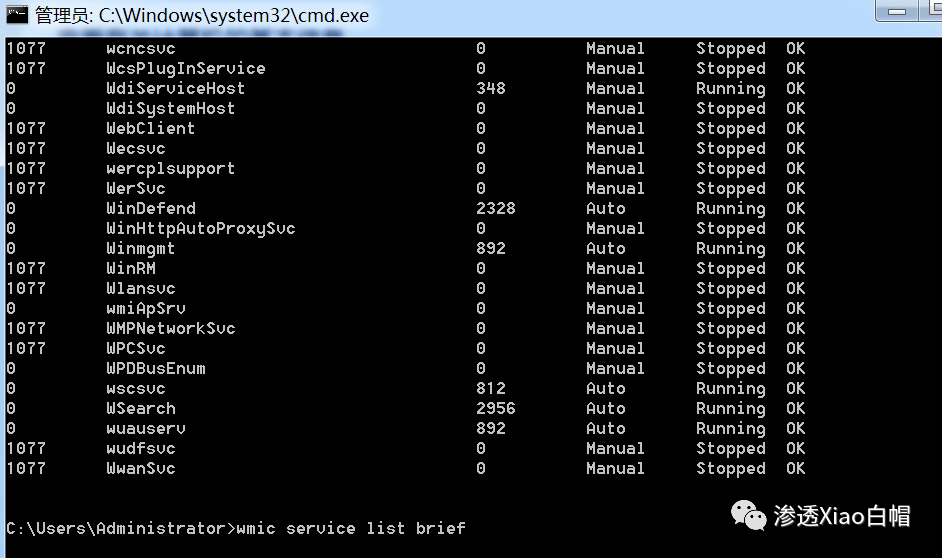 管理员: C:\Windows\system32\cmd.exe
1077 wcncsvc 0 Manual Stopped OK
1077 WcsPlugInService 0 Manual Stopped OK
0 WdiServiceHost 348 Manual Running OK
0 WdiSystemHost 0 Manual Stopped OK
1077 WebClient 0 Manual Stopped OK
1077 Wecsvc 0 Manual Stopped OK
1077 wercplsupport 0 Manual Stopped OK
1077 WerSvc 0 Manual Stopped OK
0 WinDefend 2328 Auto Running OK
0 WinHttpAutoProxySvc 0 Manual Stopped OK
0 Winmgmt 892 Auto Running OK
1077 WinRM 0 Manual Stopped OK
1077 Wlansvc 0 Manual Stopped OK
0 wmiApSrv 0 Manual Stopped OK
1077 WMPNetworkSvc 0 Manual Stopped OK
1077 WPCSvc 0 Manual Stopped OK
0 WPDBusEnum 0 Manual Stopped OK
0 wscsvc 812 Auto Running OK
0 WSearch 2956 Auto Running OK
0 wuauserv 892 Auto Running OK
1077 wudfsvc 0 Manual Stopped OK
1077 WwanSvc 0 Manual Stopped OK
C:\Users\Administrator>wmic service list brief
渗透Xiao白帽